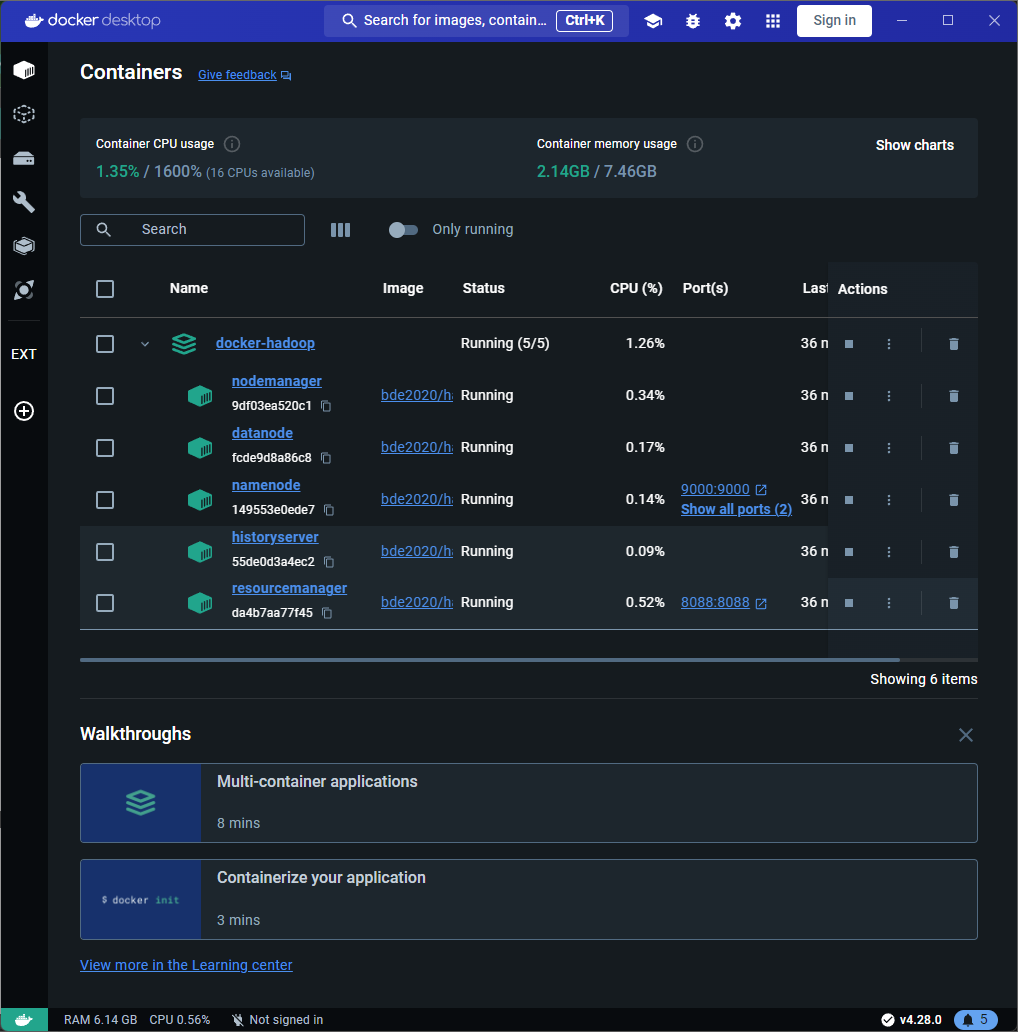 docker desktop
Search for images, contain... Ctrl+K
Sign in
Containers
Give feedback
Container CPU usage
1.35% / 1600% (16 CPUs available)
Container memory usage
2.14GB / 7.46GB
Show charts
Search
Only running
Name Image Status CPU (%) Port(s) Last Actions
docker-hadoop Running (5/5) 1.26% 36 m
nodemanager
9df03ea520c1
bde2020/ha Running 0.34% 36 m
datanode
fcde9d8a86c8
bde2020/ha Running 0.17% 36 m
namenode
149553e0ede7
bde2020/ha Running 0.14% 9000:9000
Show all ports (2)
36 m
historyserver
55de0d3a4ec2
bde2020/ha Running 0.09% 36 m
resourcemanager
da4b7aa77f45
bde2020/ha Running 0.52% 8088:8088 36 m
EXT
Showing 6 items
Walkthroughs
Multi-container applications
8 mins
$ docker init
Containerize your application
3 mins
View more in the Learning center
RAM 6.14 GB CPU 0.56% Not signed in
v4.28.0
5